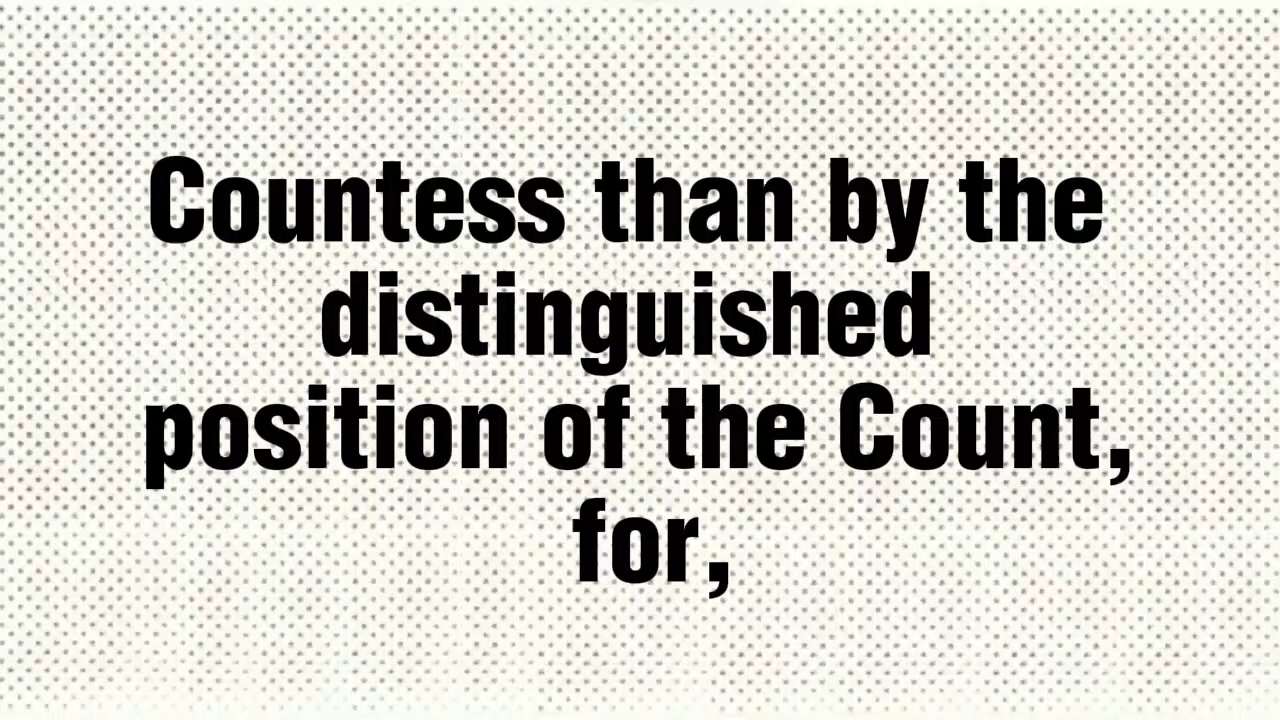 Countess than by the
distinguished
position of the Count,
for,